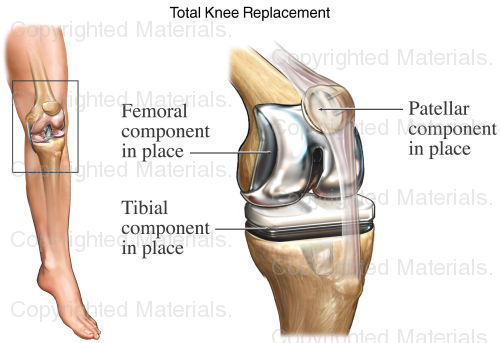 Total Knee Replacement
Copyrighted Materials.
Copyrighted Materials.
Femoral
component
in place
Patellar
component
in place
Copyrighted Materials.
Copyrighted Materials.
Tibial
component
in place
Copyrighted Materials.
Copyrighted Materials.
Copyrighted Materials.
Copyrighted Materials.